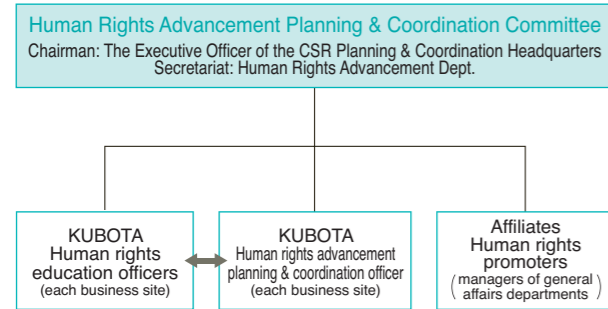 Human Rights Advancement Planning & Coordination Committee
Chairman: The Executive Officer of the CSR Planning & Coordination Headquarters
Secretariat: Human Rights Advancement Dept.
KUBOTA
Human rights
education officers
(each business site)
KUBOTA
Human rights advancement
planning & coordination officer
(each business site)
Affiliates
Human rights
promoters
(managers of general
affairs departments)